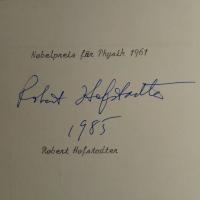 Nobelpreis für Physik 1961
Robert Hofstadter
1985
Robert Hofstadter